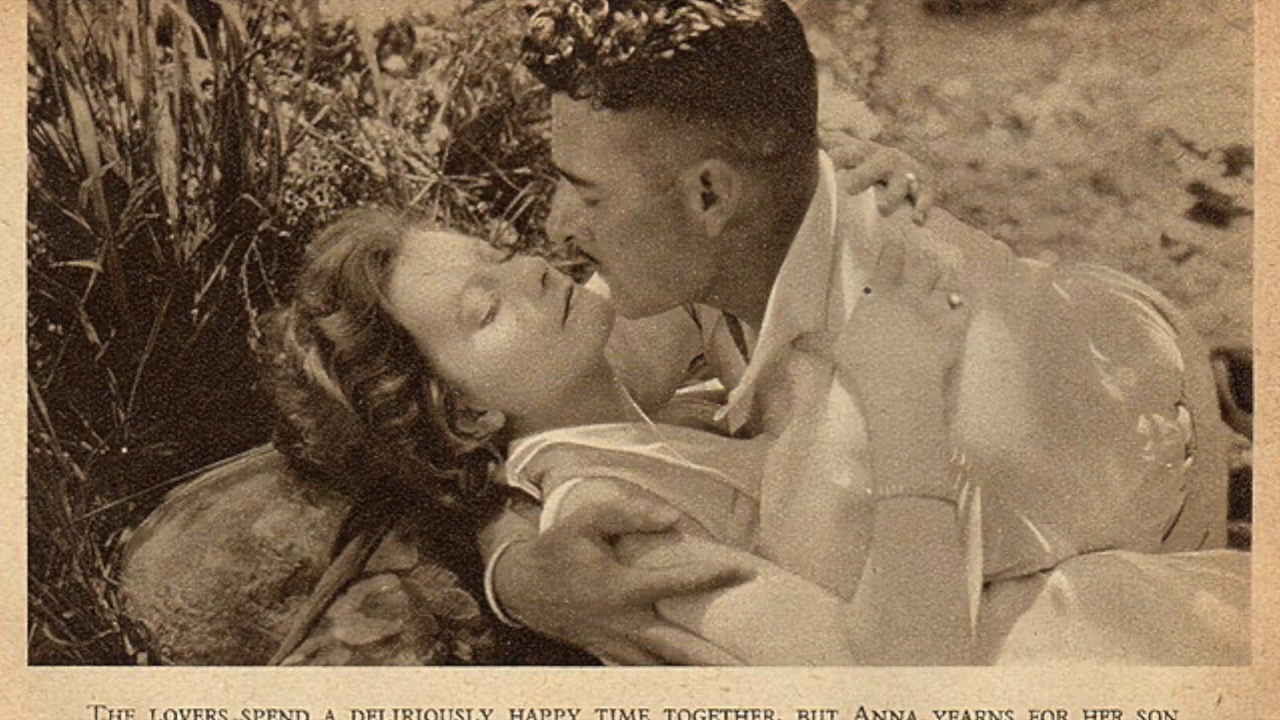 THE LOVERS SPEND A DELIRIOUSLY HAPPY TIME TOGETHER, BUT ANNA YEARNS FOR HER SON